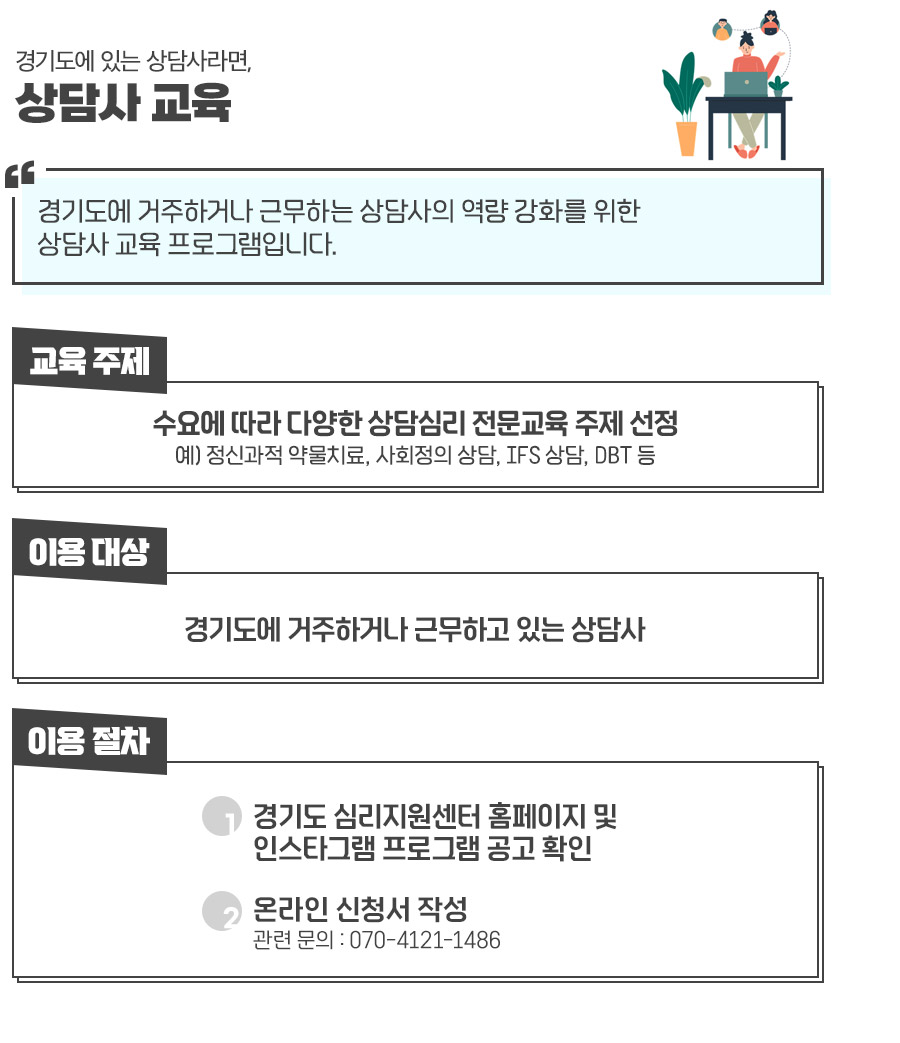 경기도에 있는 상담사라면,
상담사 교육
“
경기도에 거주하거나 근무하는 상담사의 역량 강화를 위한
상담사 교육 프로그램입니다.
교육 주제
수요에 따라 다양한 상담심리 전문교육 주제 선정
예) 정신과적 약물치료, 사회정의 상담, IFS 상담, DBT 등
이용 대상
경기도에 거주하거나 근무하고 있는 상담사
이용 절차
1 경기도 심리지원센터 홈페이지 및
인스타그램 프로그램 공고 확인
2 온라인 신청서 작성
관련 문의 : 070-4121-1486